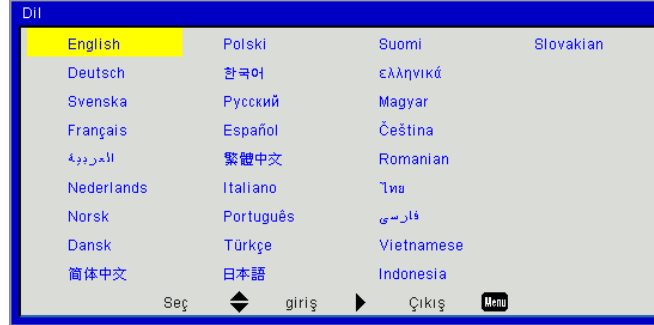 Dil
English Polski Suomi Slovakian
Deutsch 한국어 ελληνικά
Svenska Русский Magyar
Français Español Čeština
العربية 繁體中文 Romanian
Nederlands Italiano ไทย
Norsk Português فارسی
Dansk Türkçe Vietnamese
简体中文 日本語 Indonesia
Seç giriş Çıkış Menu